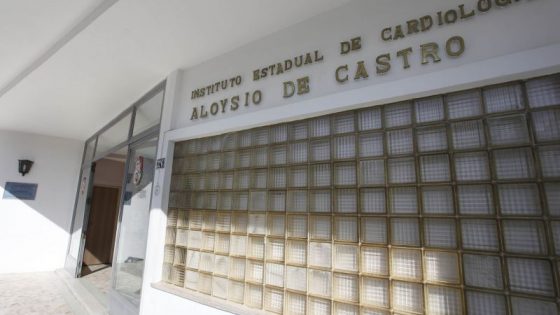 INSTITUTO ESTADUAL DE CARDIOLOGIA
ALOYSIO DE CASTRO